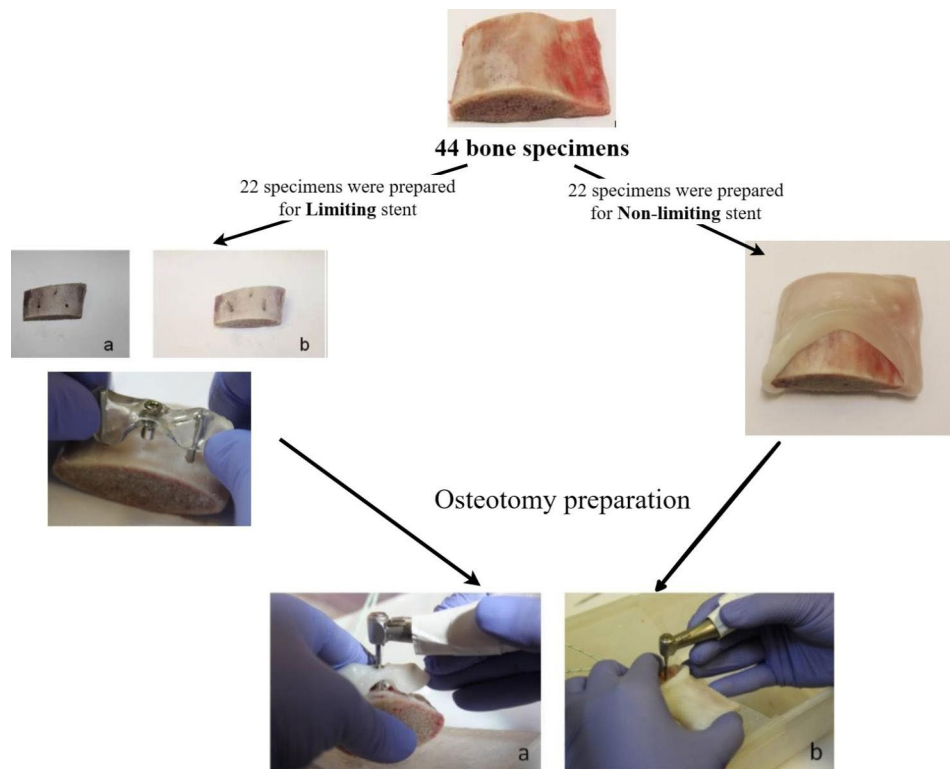 44 bone specimens
22 specimens were prepared
for Limiting stent
22 specimens were prepared
for Non-limiting stent
a
b
Osteotomy preparation
a
b